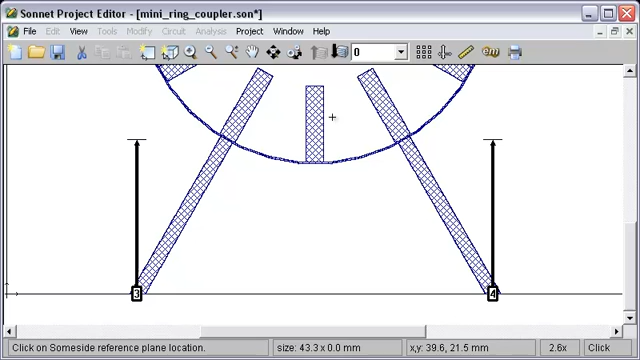 Sonnet Project Editor - [mini_ring_coupler.son*]
File Edit View Tools Modify Circuit Analysis Project Window Help
0
3
4
Click on Someside reference plane location.
size: 43.3 x 0.0 mm
x,y: 39.6, 21.5 mm
2.6x
Click